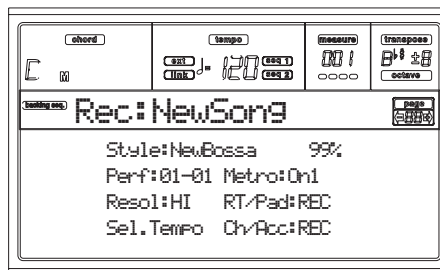 chord tempo measure transpose
C M ext link ♩= 120 seq 1 seq 2 001 octave
backing seq. Rec:NewSong page
Style:NewBossa 99%
Perf:01-01 Metro:On1
Resol:HI RT/Pad:REC
Sel.Tempo Ch/Acc:REC